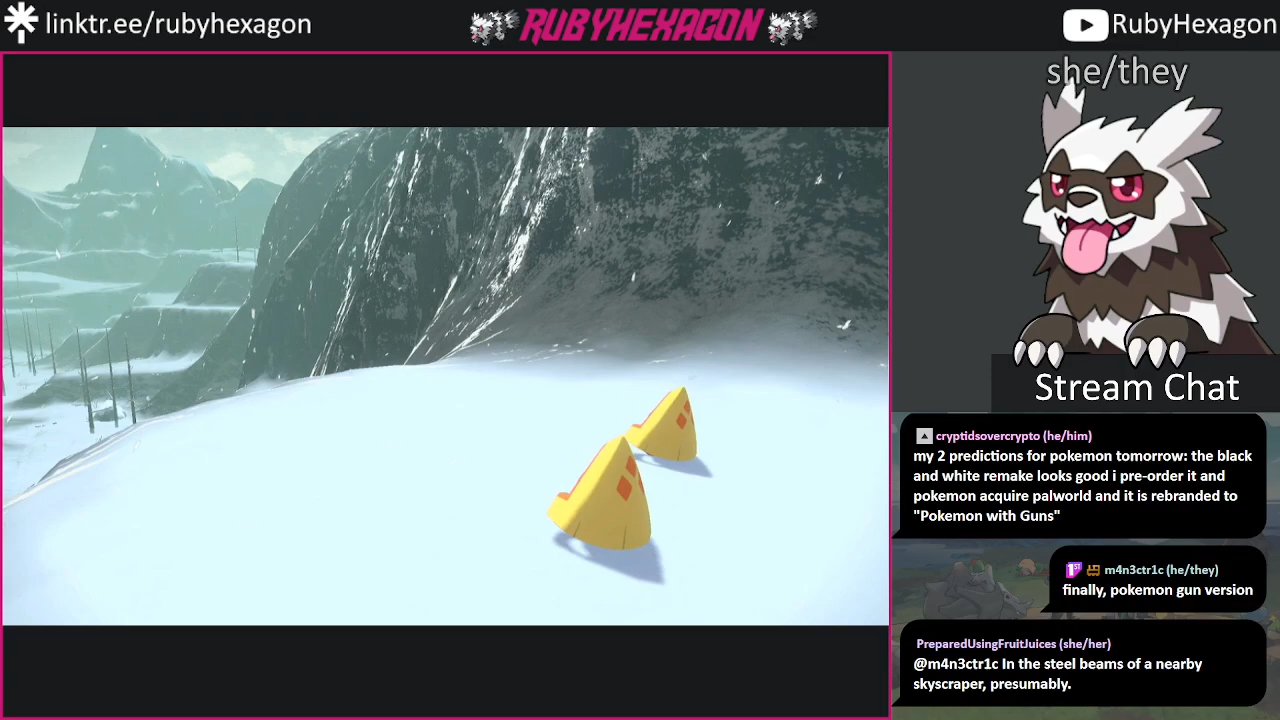 linktr.ee/rubyhexagon
RUBYHEXAGON
RubyHexagon
she/they
Stream Chat
cryptidsovercrypto (he/him)
my 2 predictions for pokemon tomorrow: the black
and white remake looks good i pre-order it and
pokemon acquire palworld and it is rebranded to
"Pokemon with Guns"
1ST m4n3ctr1c (he/they)
finally, pokemon gun version
PreparedUsingFruitJuices (she/her)
@m4n3ctr1c In the steel beams of a nearby
skyscraper, presumably.